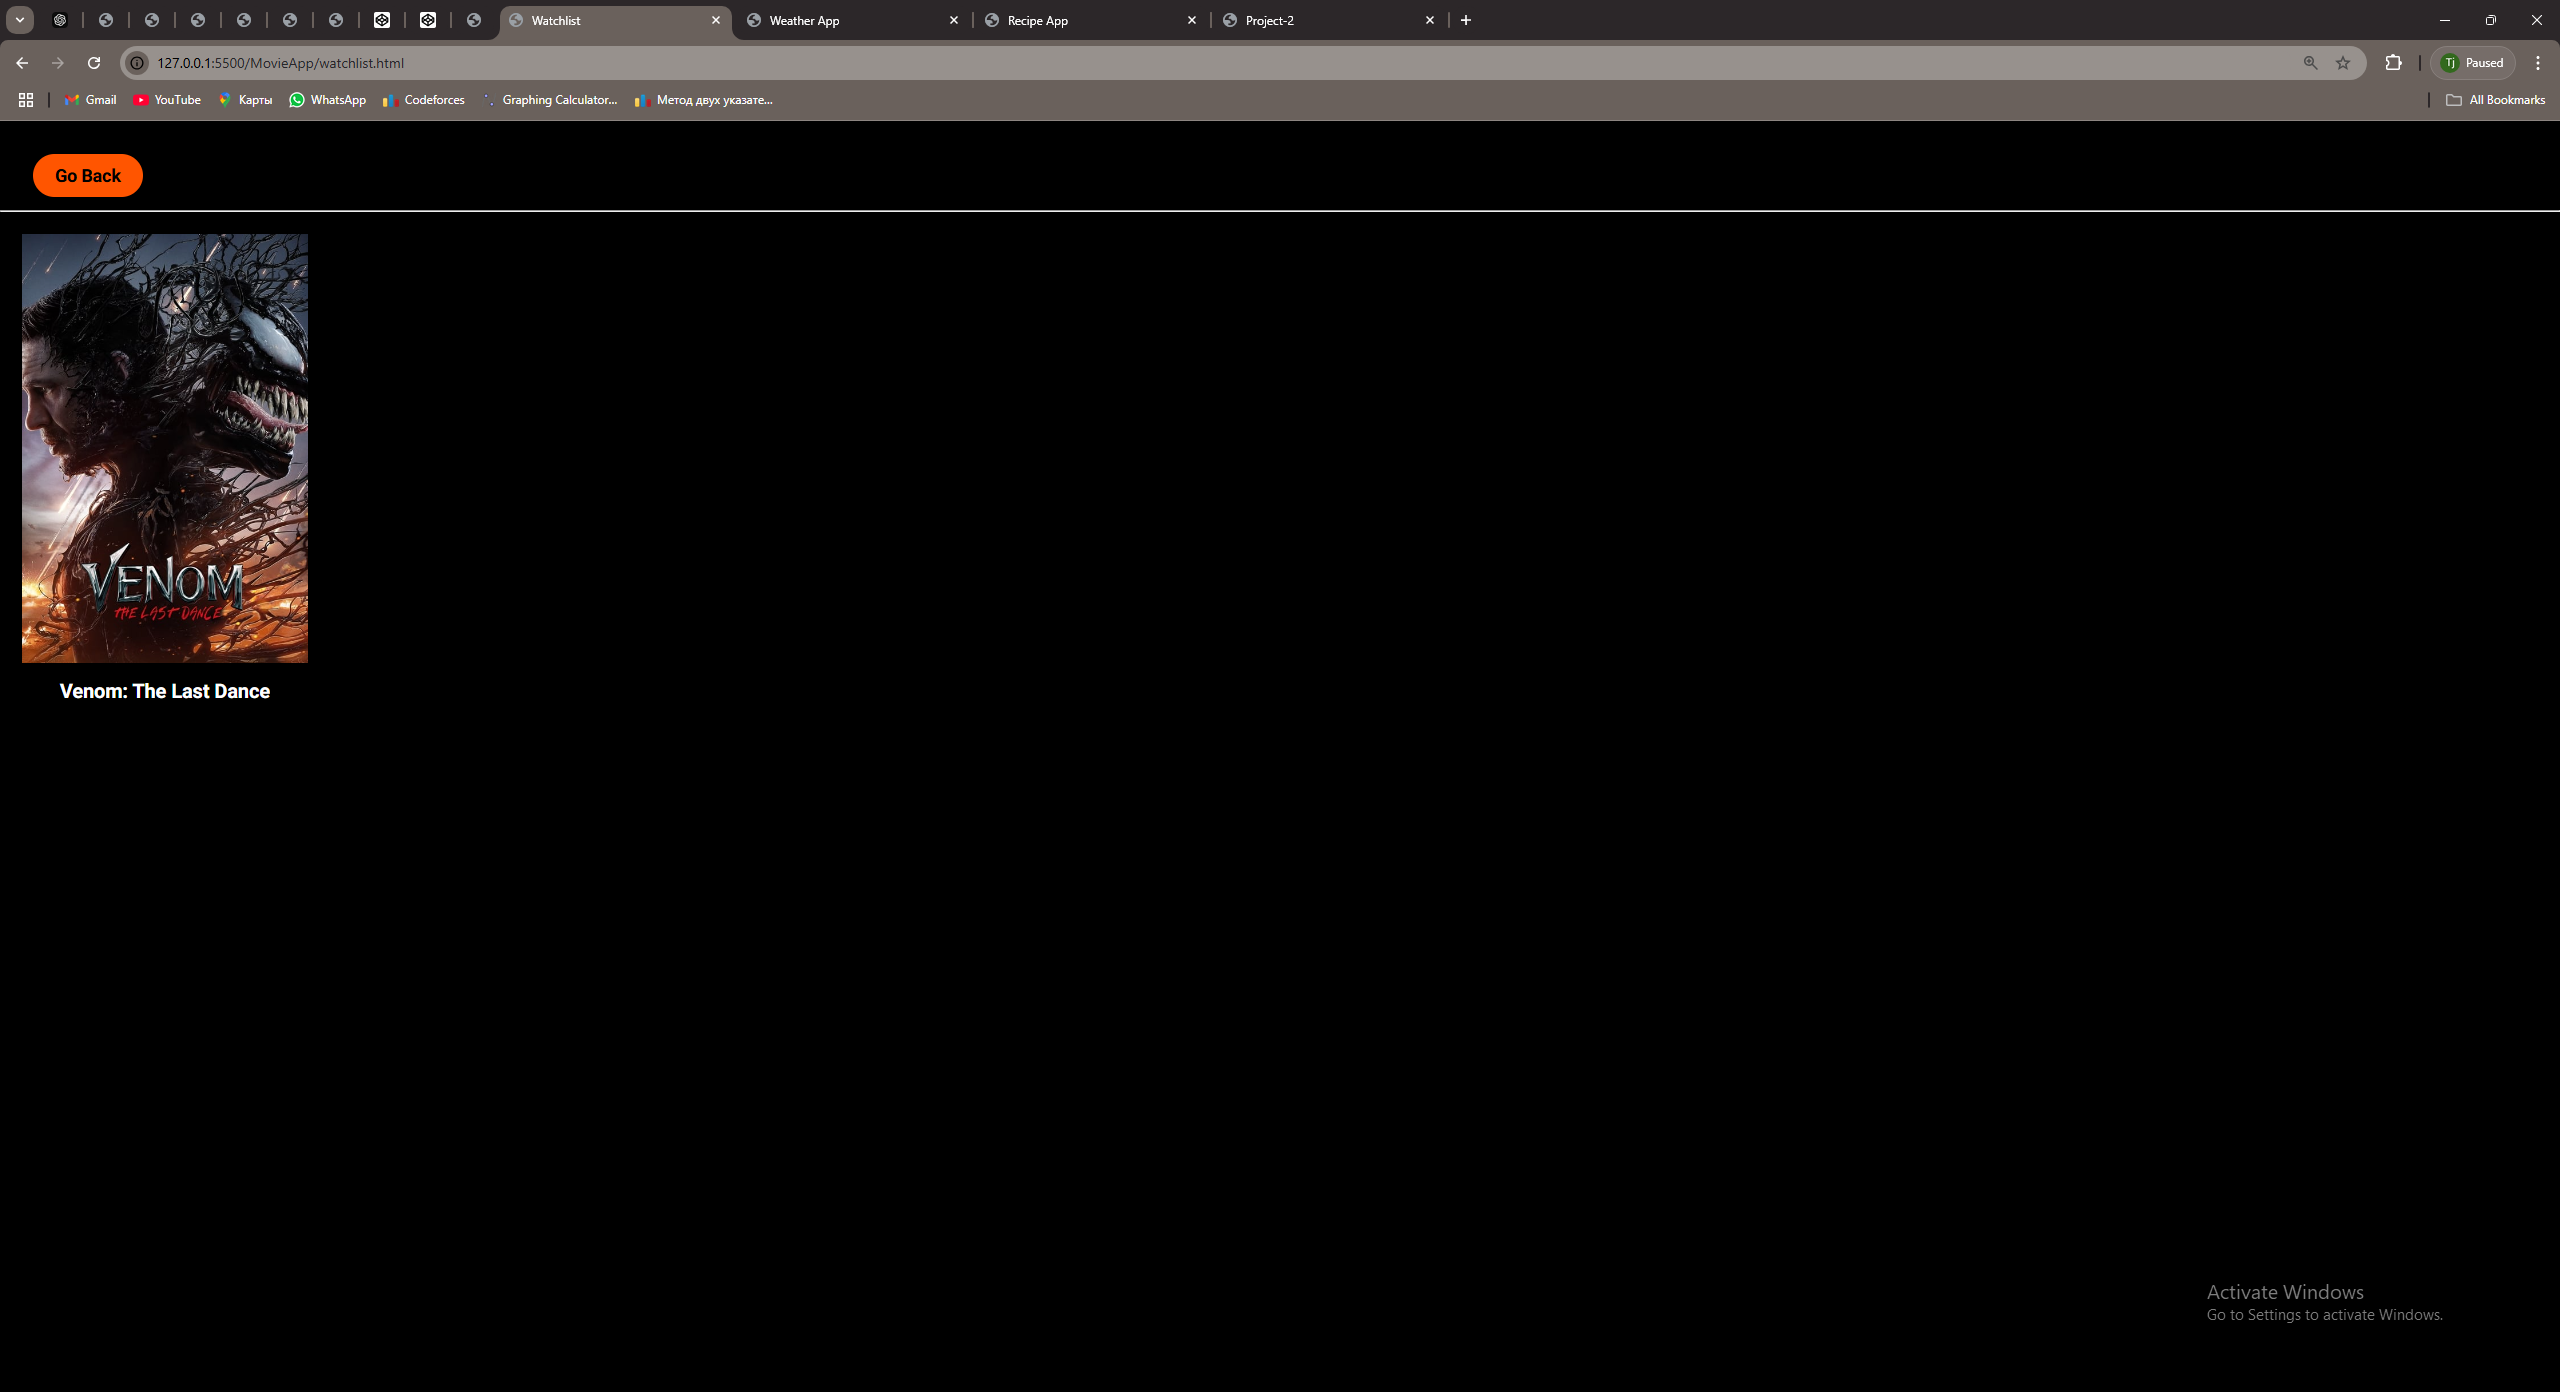 Watchlist
Weather App
Recipe App
Project-2
127.0.0.1:5500/MovieApp/watchlist.html
Tj
Paused
Gmail
YouTube
Карты
WhatsApp
Codeforces
Graphing Calculator...
Метод двух указате...
All Bookmarks
Go Back
VENOM
THE LAST DANCE
Venom: The Last Dance
Activate Windows
Go to Settings to activate Windows.